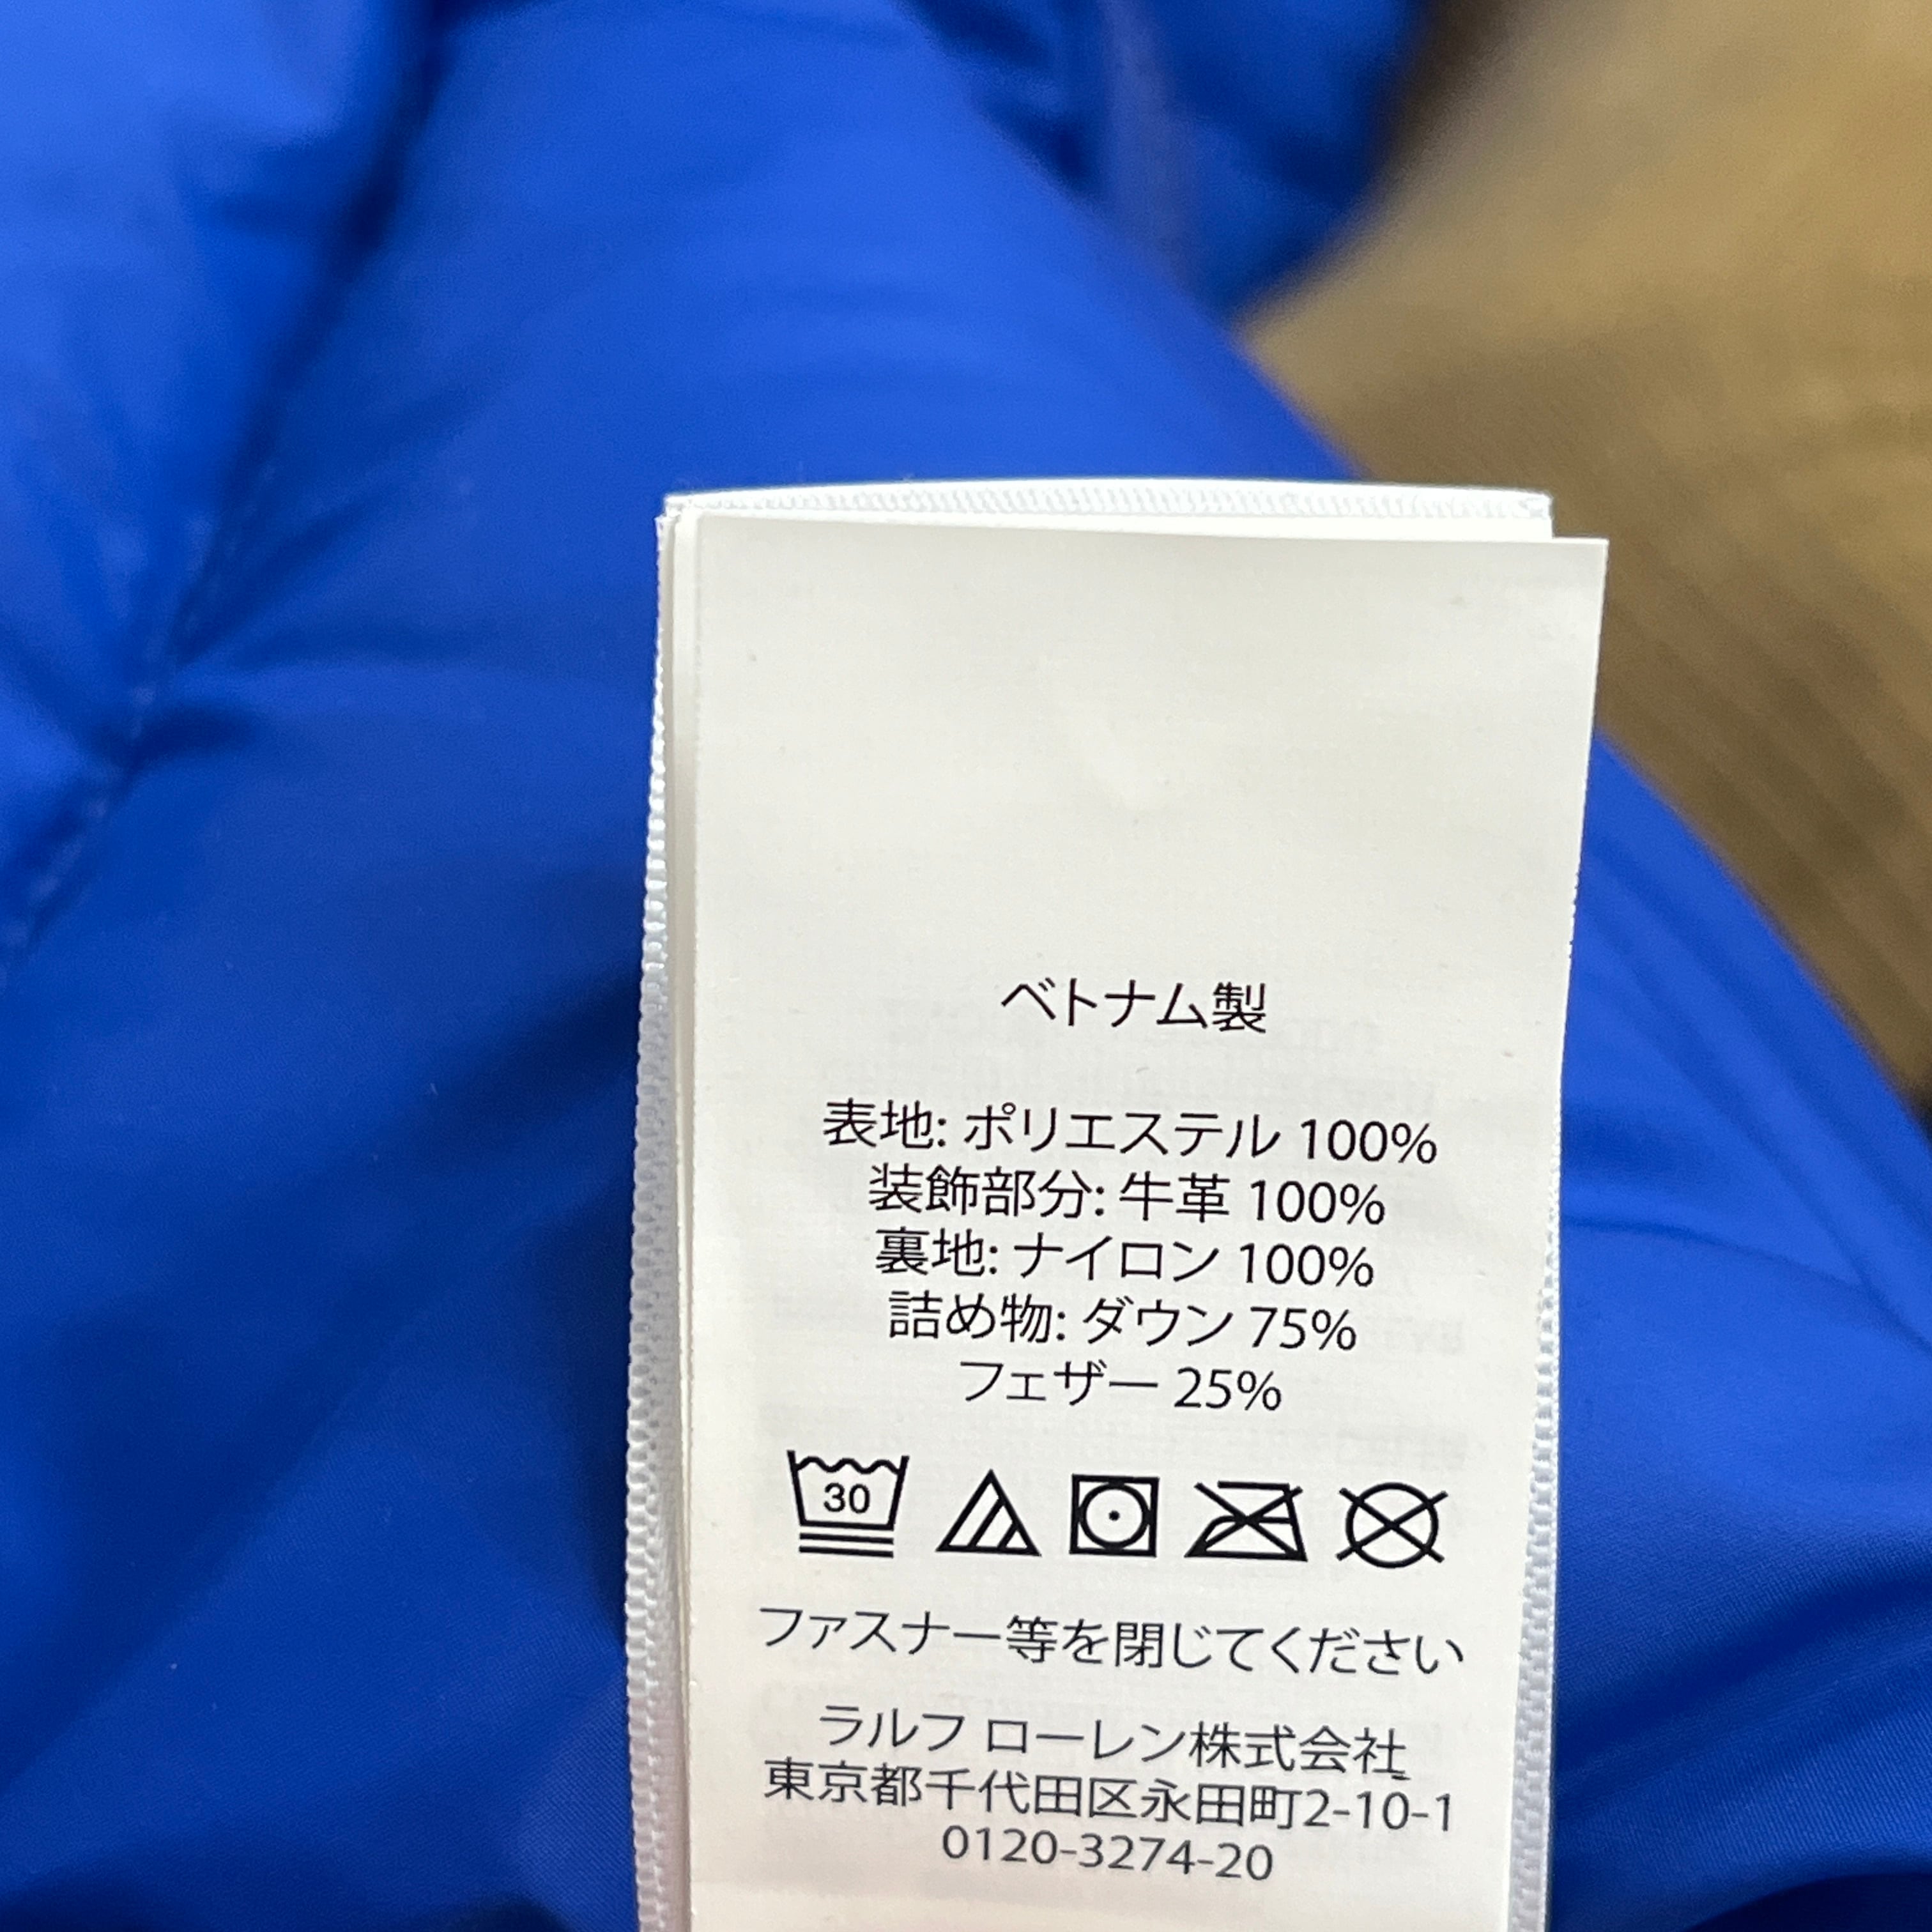 ベトナム製
表地: ポリエステル 100%
装飾部分: 牛革 100%
裏地: ナイロン 100%
詰め物: ダウン 75%
フェザー 25%
30
ファスナー等を閉じてください
ラルフ ローレン株式会社
東京都千代田区永田町2-10-1
0120-3274-20